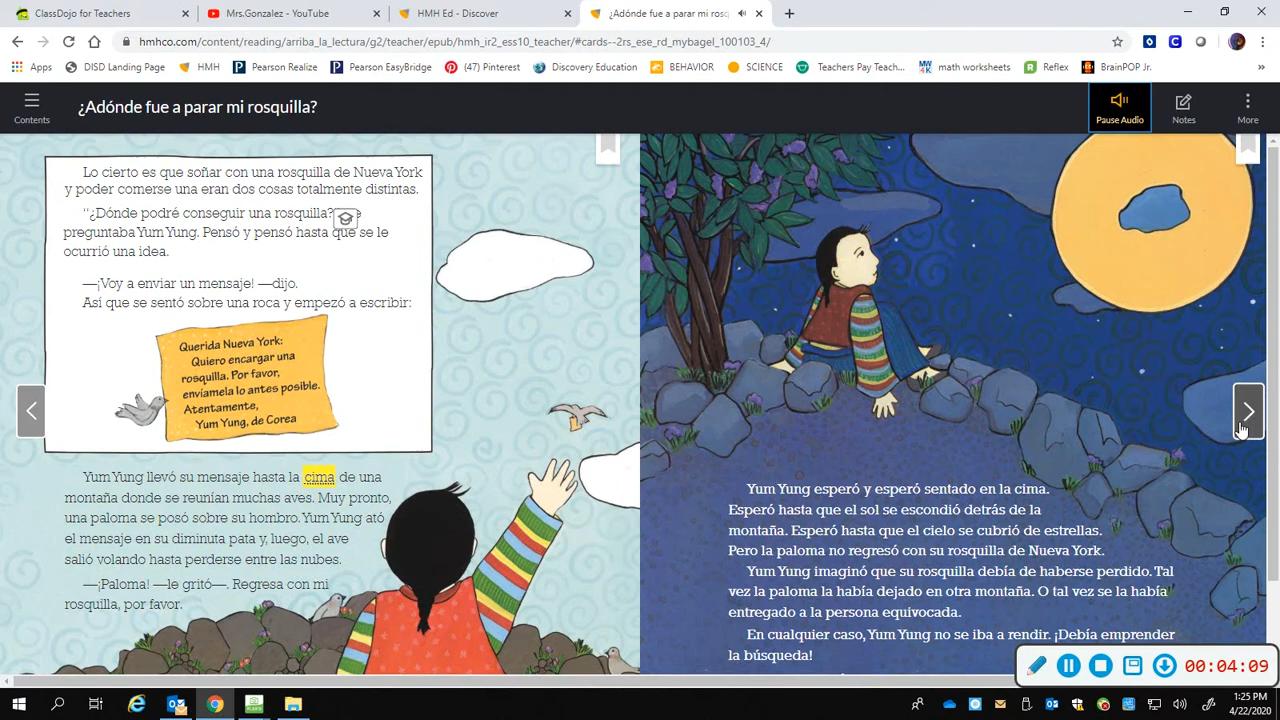 ClassDojo for Teachers
Mrs.Gonzalez - YouTube
HMH Ed - Discover
¿Adónde fue a parar mi rosq
hmhco.com/content/reading/arriba_la_lectura/g2/teacher/epub/hmh_ir2_ess10_teacher/#cards--2rs_ese_rd_mybagel_100103_4/
Apps DISD Landing Page HMH Pearson Realize Pearson EasyBridge (47) Pinterest Discovery Education BEHAVIOR SCIENCE Teachers Pay Teach... math worksheets Reflex BrainPOP Jr.
Contents
¿Adónde fue a parar mi rosquilla?
Pause Audio
Notes
More
Lo cierto es que soñar con una rosquilla de Nueva York
y poder comerse una eran dos cosas totalmente distintas.
“¿Dónde podré conseguir una rosquilla?
preguntaba Yum Yung. Pensó y pensó hasta que se le
ocurrió una idea.
—¡Voy a enviar un mensaje! —dijo.
Así que se sentó sobre una roca y empezó a escribir:
Querida Nueva York:
Quiero encargar una
rosquilla. Por favor,
envíamela lo antes posible.
Atentamente,
Yum Yung, de Corea
Yum Yung llevó su mensaje hasta la cima de una
montaña donde se reunían muchas aves. Muy pronto,
una paloma se posó sobre su hombro. Yum Yung ató
el mensaje en su diminuta pata y, luego, el ave
salió volando hasta perderse entre las nubes.
—¡Paloma! —le gritó—. Regresa con mi
rosquilla, por favor.
Yum Yung esperó y esperó sentado en la cima.
Esperó hasta que el sol se escondió detrás de la
montaña. Esperó hasta que el cielo se cubrió de estrellas.
Pero la paloma no regresó con su rosquilla de Nueva York.
Yum Yung imaginó que su rosquilla debía de haberse perdido. Tal
vez la paloma la había dejado en otra montaña. O tal vez se la había
entregado a la persona equivocada.
En cualquier caso, Yum Yung no se iba a rendir. ¡Debía emprender
la búsqueda!
00:04:09
1:25 PM
4/22/2020